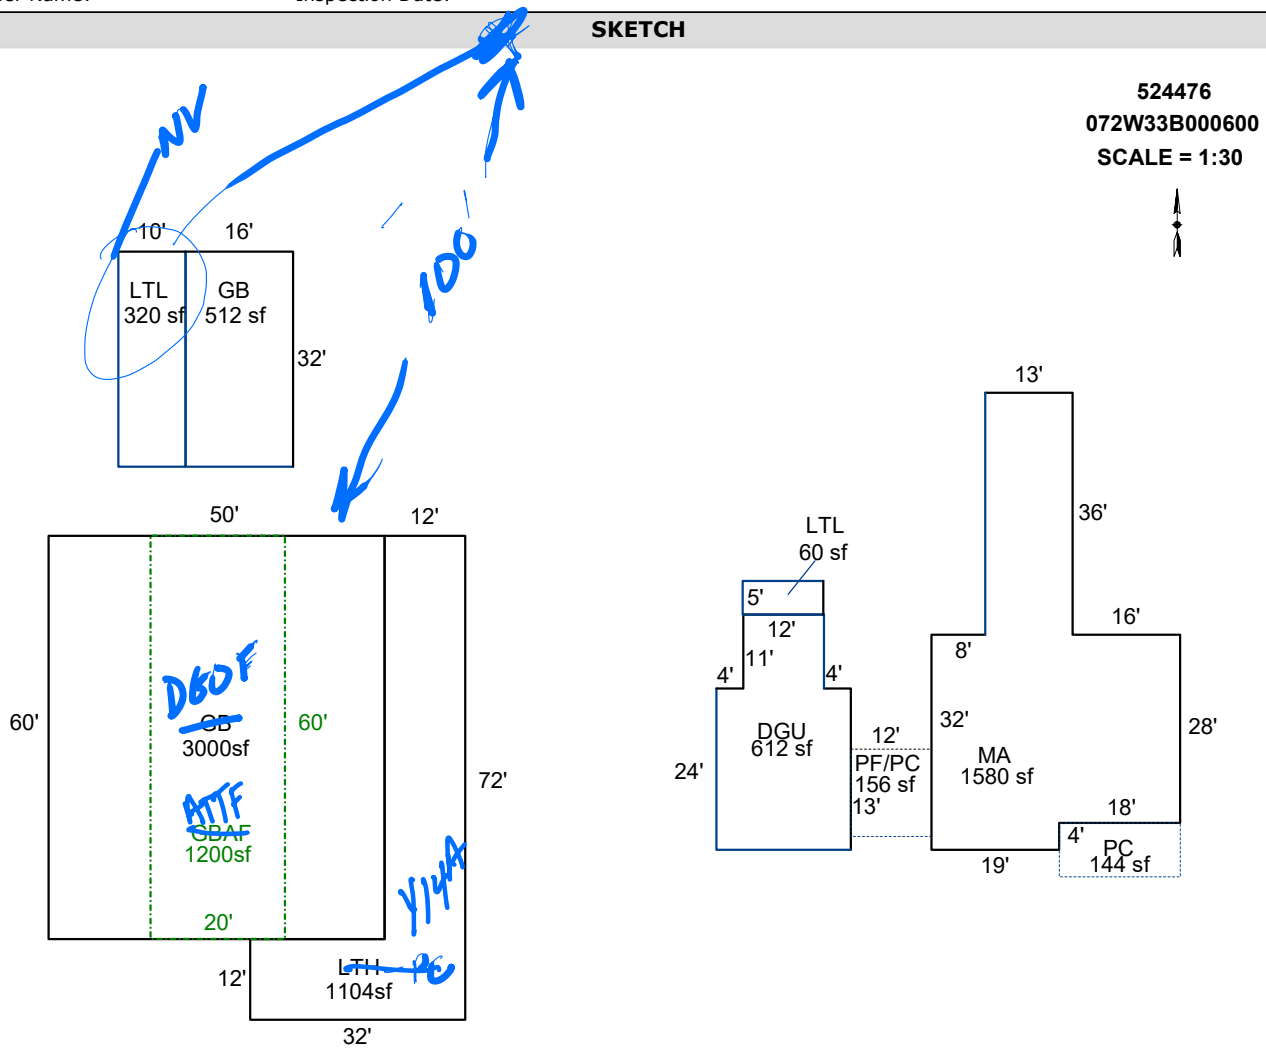 SKETCH
524476
072W33B000600
SCALE = 1:30
NV
10'
16'
LTL
320 sf
GB
512 sf
32'
100
50'
12'
60'
DGOF
GB
3000sf
60'
ATTF
GBAF
1200sf
20'
72'
Y14A
12'
LTH PC
1104sf
32'
LTL
60 sf
5'
12'
11'
4'
4'
DGU
612 sf
24'
12'
PF/PC
156 sf
13'
13'
36'
16'
8'
32'
28'
MA
1580 sf
18'
4'
PC
144 sf
19'